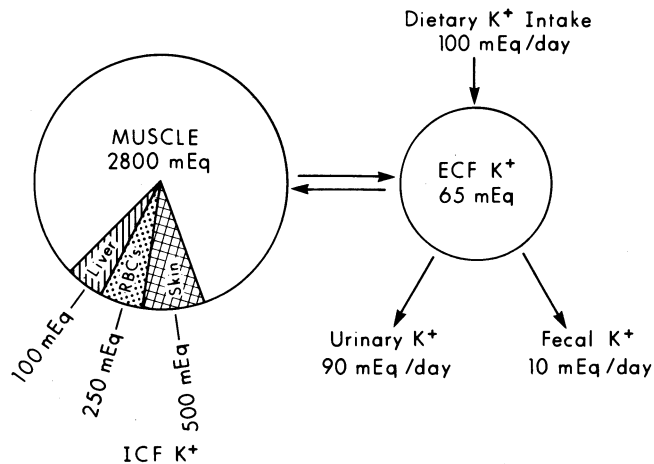 Dietary K+ Intake
100 mEq/day
MUSCLE
2800 mEq
ECF K+
65 mEq
Liver
RBC's
Skin
100 mEq
250 mEq
500 mEq
ICF K+
Urinary K+
90 mEq/day
Fecal K+
10 mEq/day